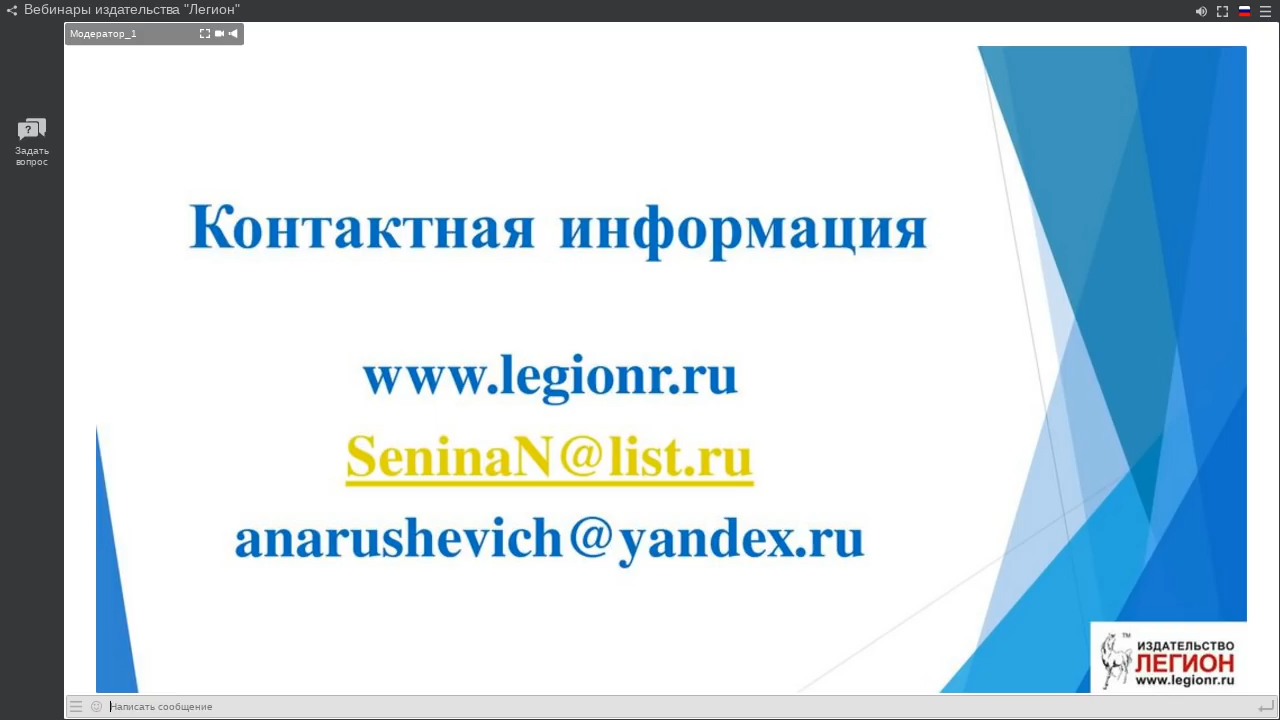 Вебинары издательства "Легион"
Модератор_1
Задать
вопрос
Контактная информация
www.legionr.ru
SeninaN@list.ru
anarushevich@yandex.ru
TM
ИЗДАТЕЛЬСТВО
ЛЕГИОН
www.legionr.ru
Написать сообщение